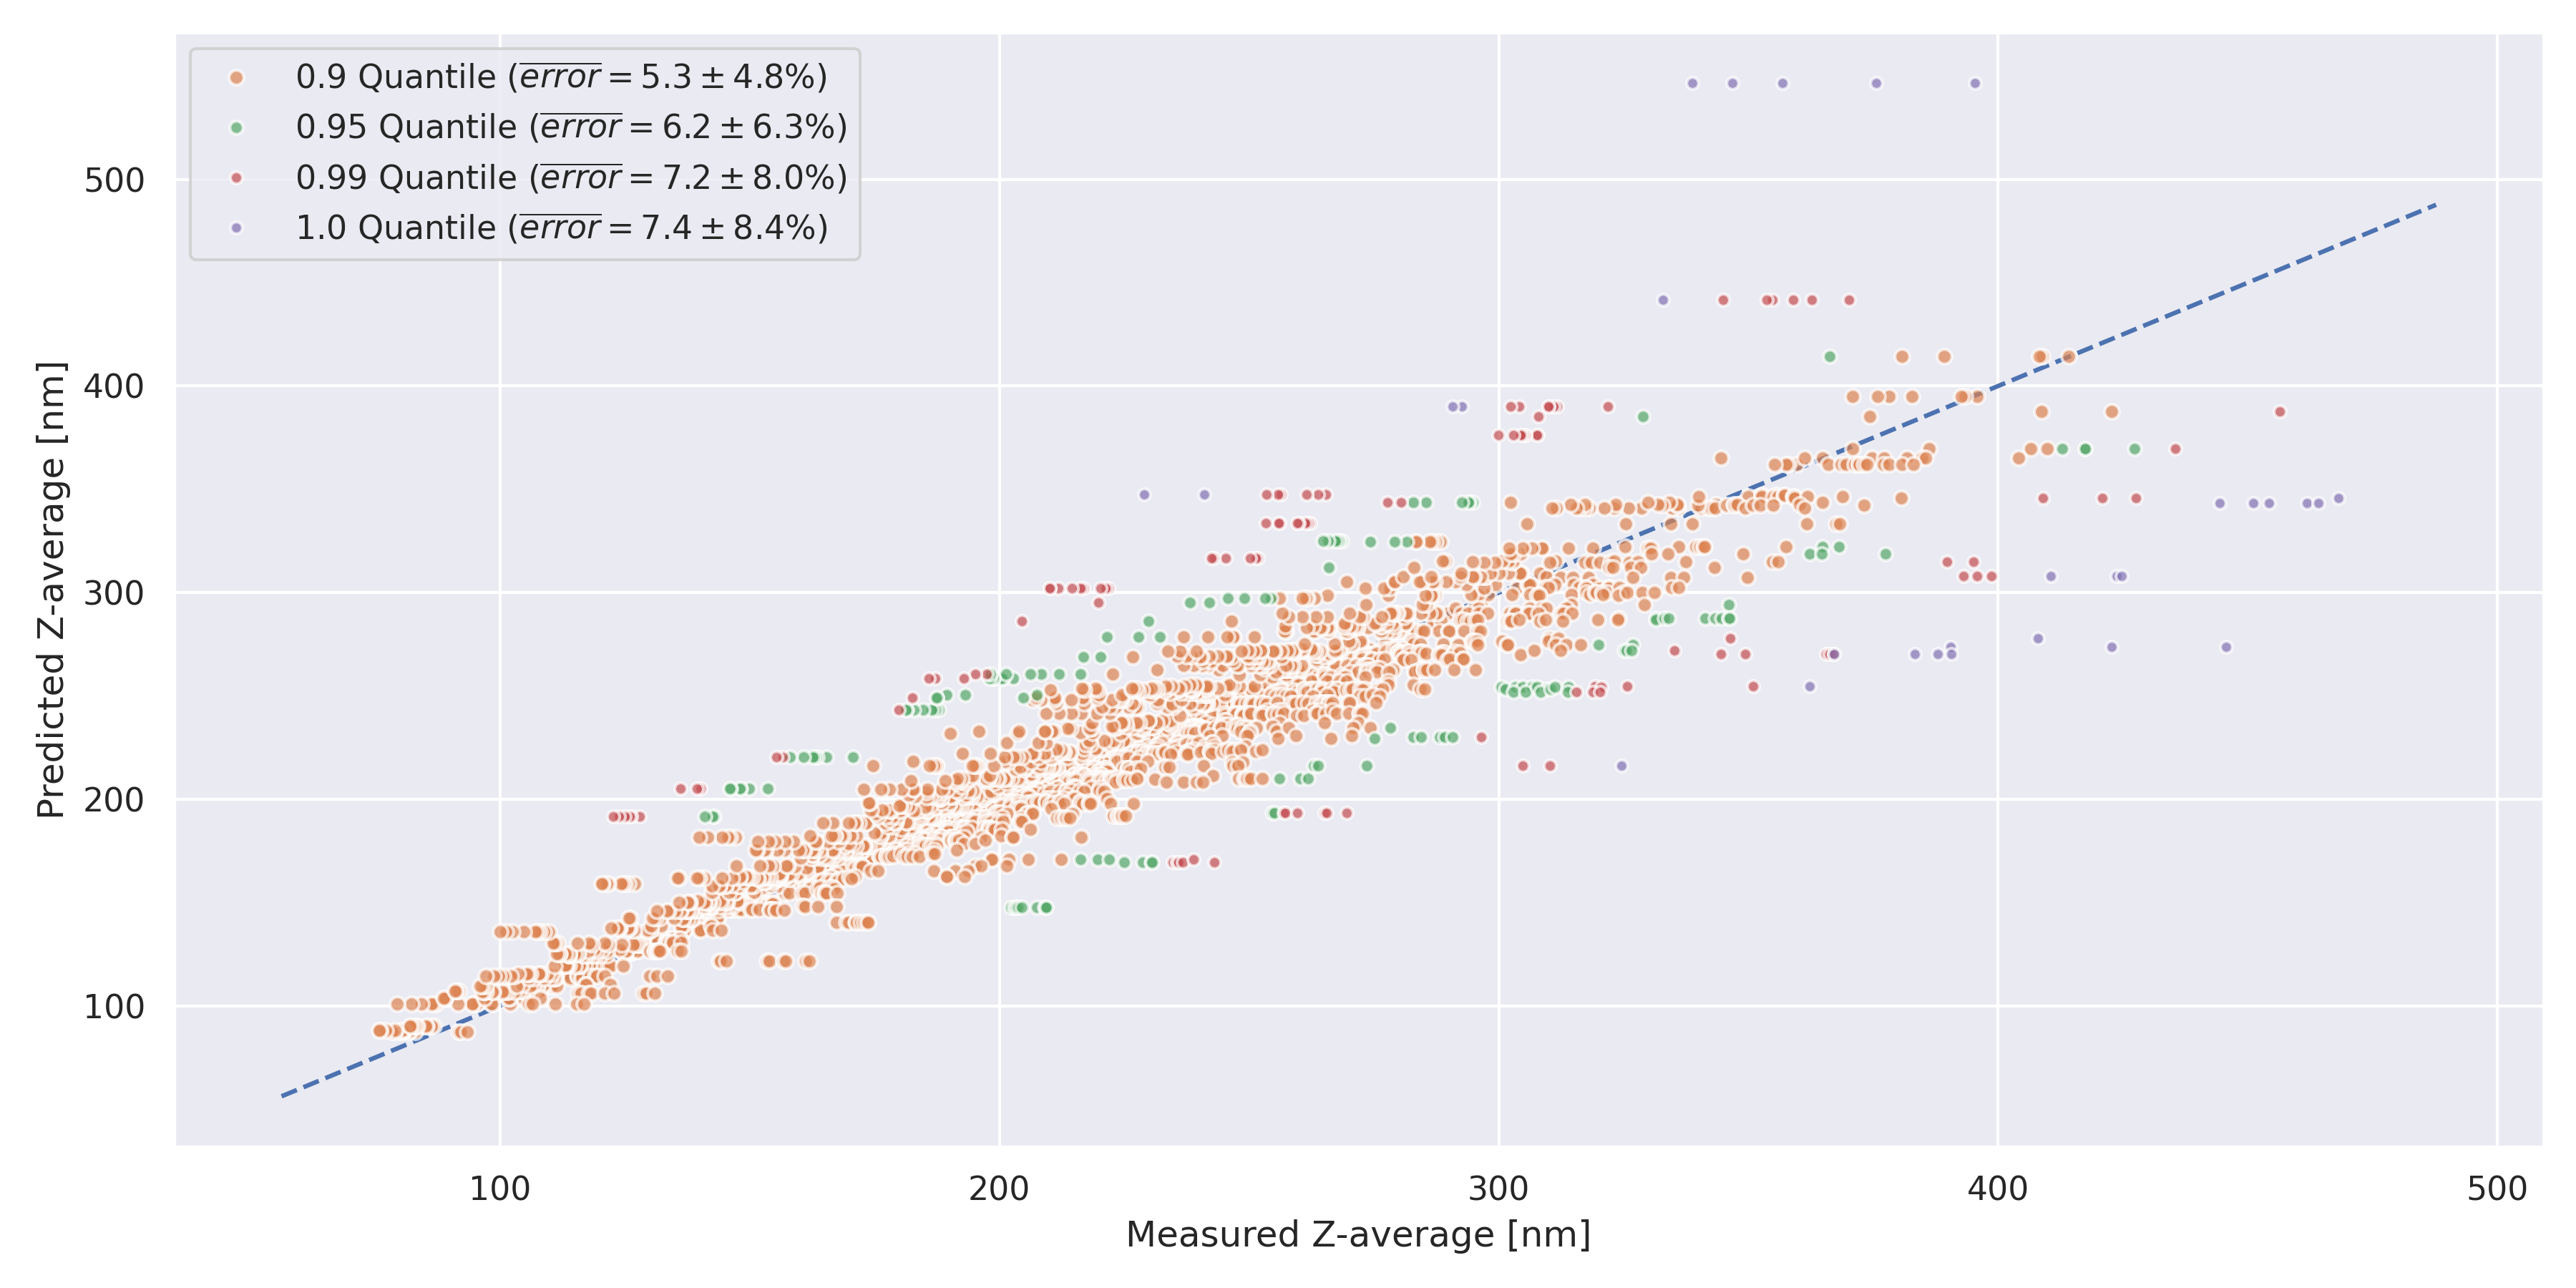 0.9 Quantile (error = 5.3 ± 4.8%)
0.95 Quantile (error = 6.2 ± 6.3%)
0.99 Quantile (error = 7.2 ± 8.0%)
1.0 Quantile (error = 7.4 ± 8.4%)
500
400
300
200
100
Predicted Z-average [nm]
100 200 300 400 500
Measured Z-average [nm]